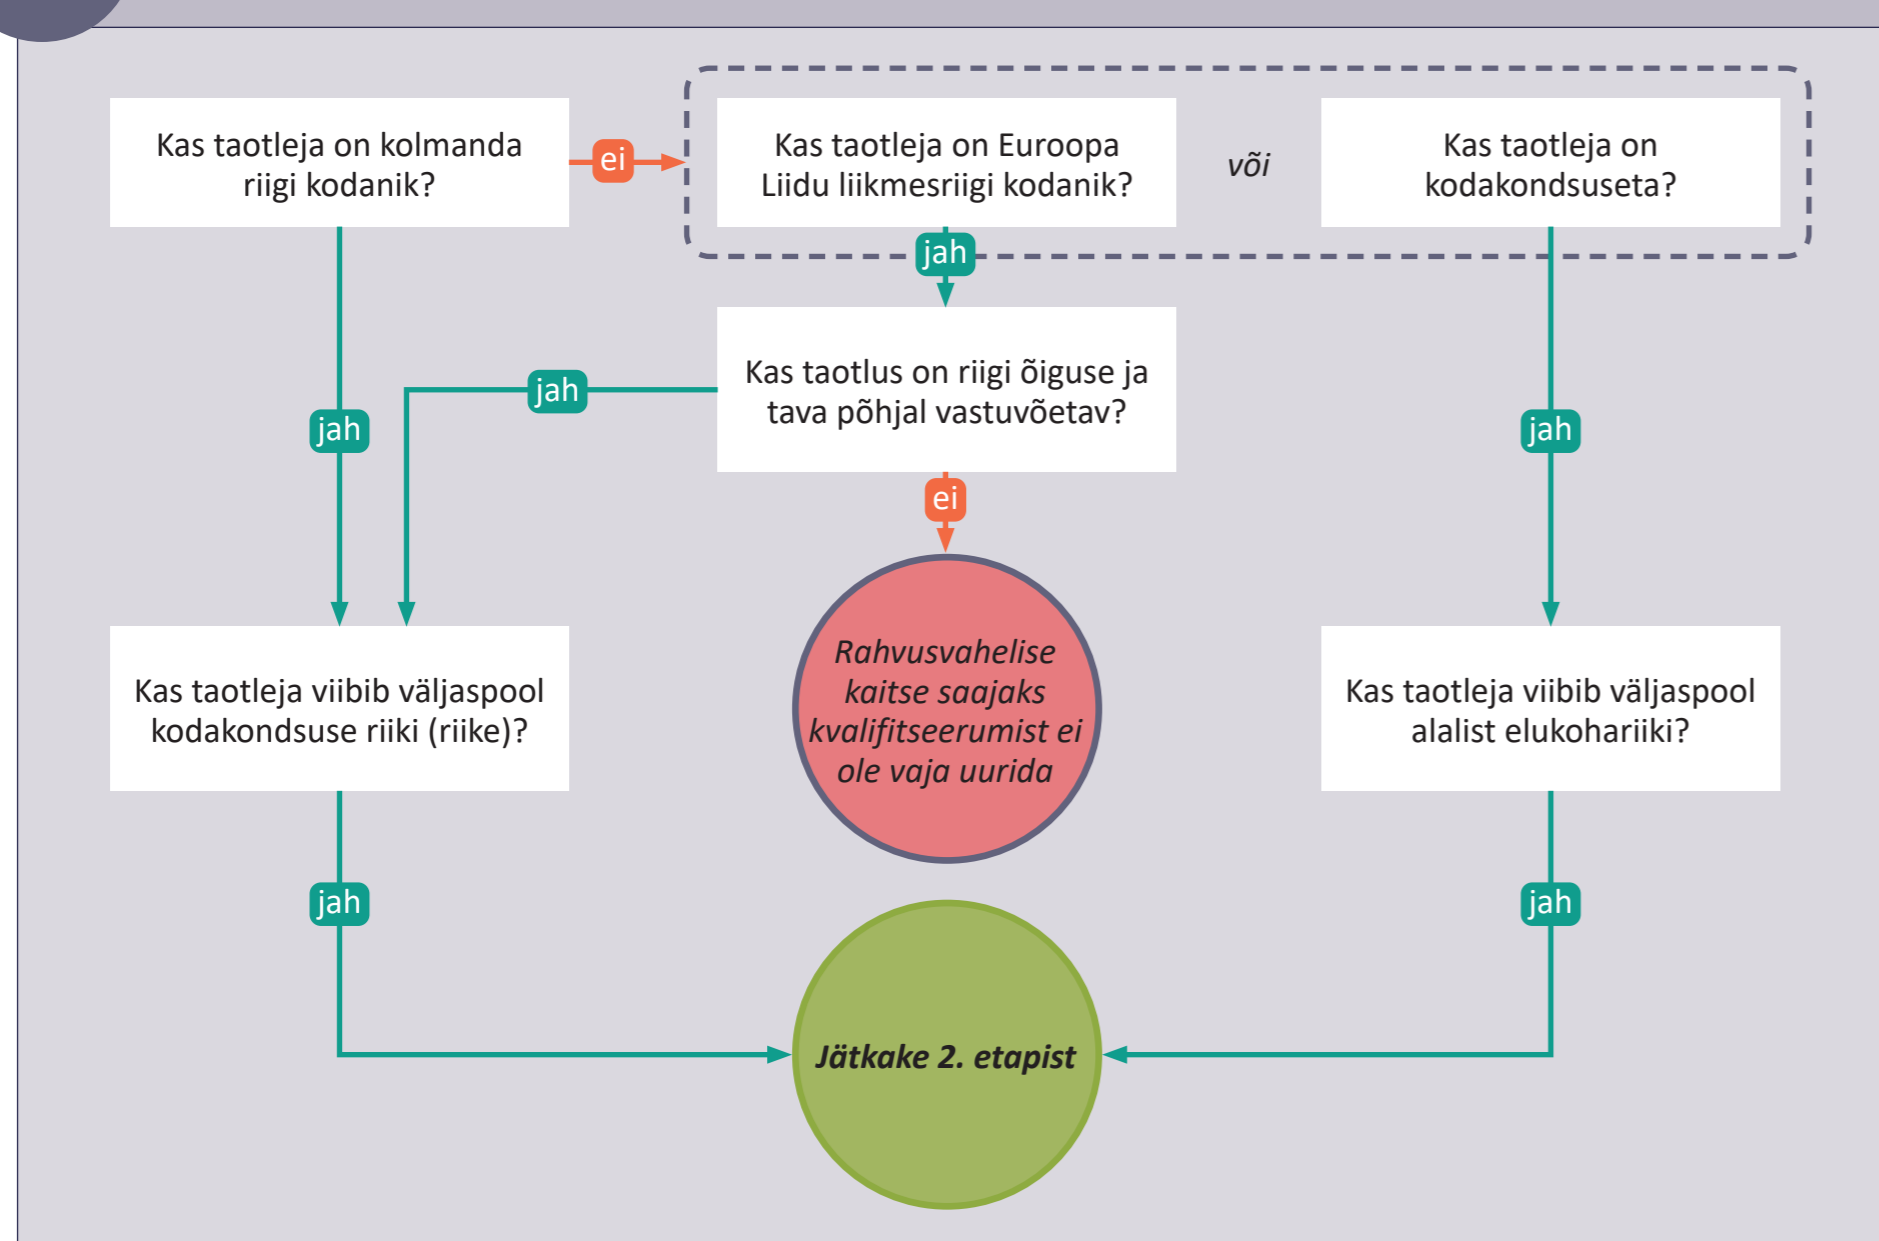 Kas taotleja on kolmanda
riigi kodanik?
ei
Kas taotleja on Euroopa
Liidu liikmesriigi kodanik?
või
Kas taotleja on
kodakondsuseta?
jah
Kas taotlus on riigi õiguse ja
tava põhjal vastuvõetav?
jah
jah
jah
ei
Kas taotleja viibib väljaspool
kodakondsuse riiki (riike)?
Rahvusvahelise
kaitse saajaks
kvalifitseerumist ei
ole vaja uurida
Kas taotleja viibib väljaspool
alalist elukohariiki?
jah
jah
Jätkake 2. etapist